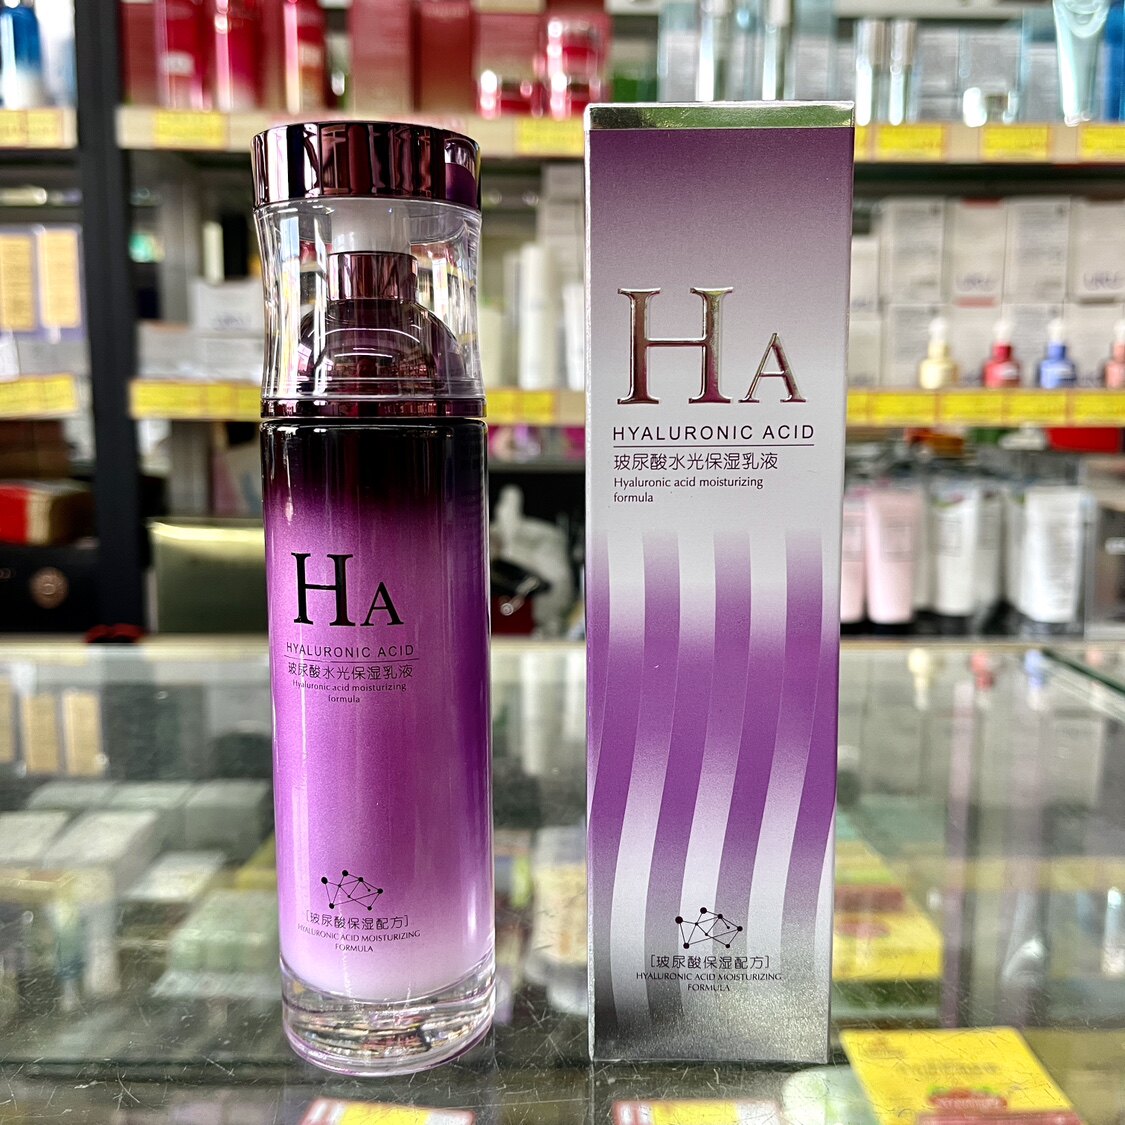 HA
HYALURONIC ACID
玻尿酸水光保湿乳液
Hyaluronic acid moisturizing
formula
[玻尿酸保湿配方]
HYALURONIC ACID MOISTURIZING
FORMULA
HA
HYALURONIC ACID
玻尿酸水光保湿乳液
Hyaluronic acid moisturizing
formula
[玻尿酸保湿配方]
HYALURONIC ACID MOISTURIZING
FORMULA